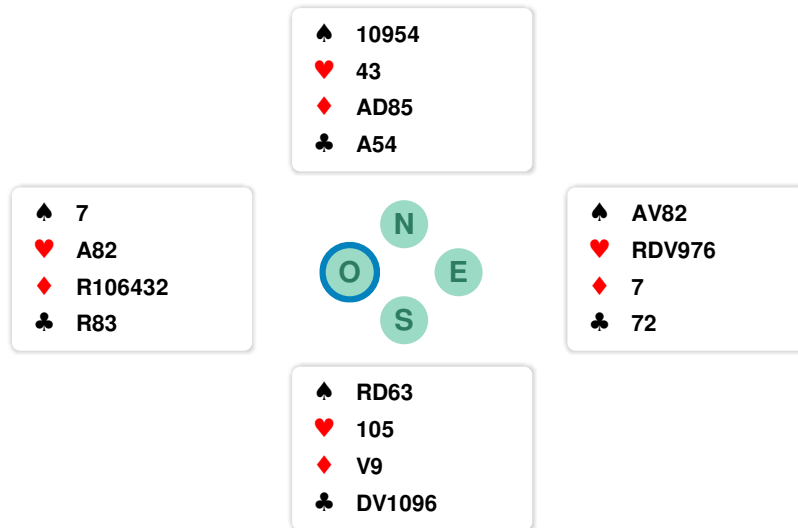 ♠ 10954
♥ 43
♦ AD85
♣ A54
♠ 7
♥ A82
♦ R106432
♣ R83
N
O E
S
♠ AV82
♥ RDV976
♦ 7
♣ 72
♠ RD63
♥ 105
♦ V9
♣ DV1096